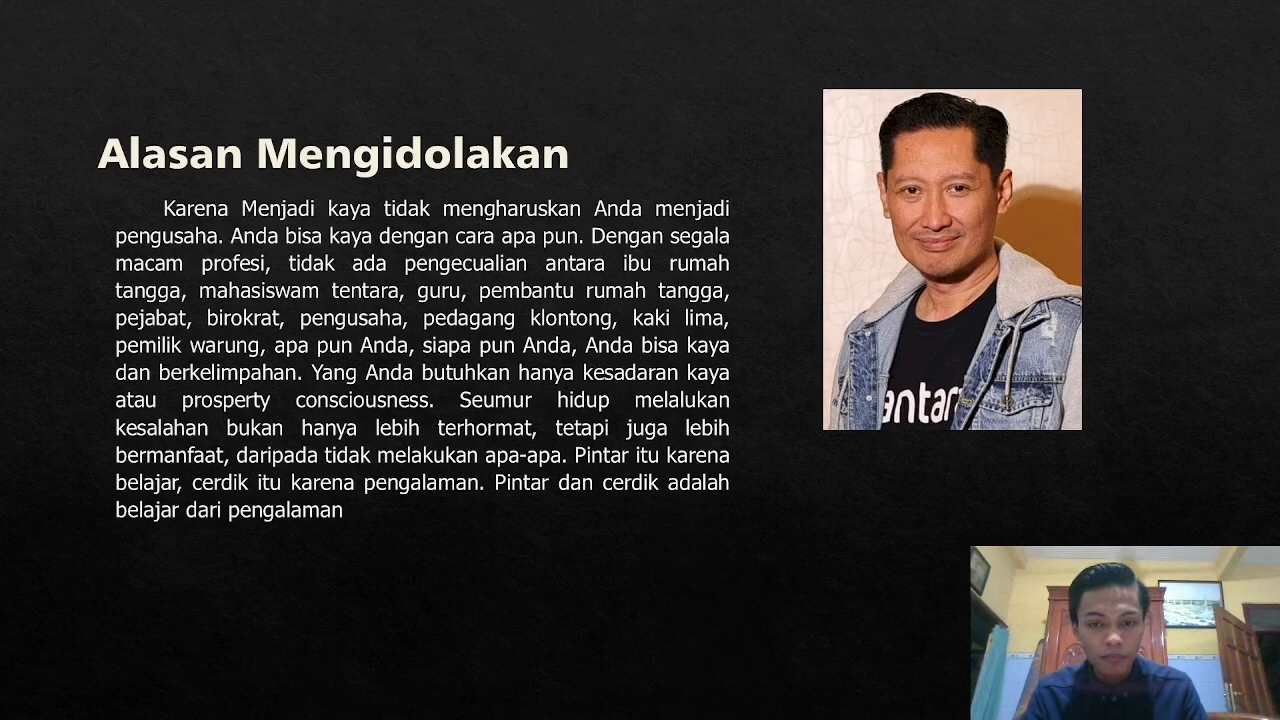 Alasan Mengidolakan
Karena Menjadi kaya tidak mengharuskan Anda menjadi
pengusaha. Anda bisa kaya dengan cara apa pun. Dengan segala
macam profesi, tidak ada pengecualian antara ibu rumah
tangga, mahasiswam tentara, guru, pembantu rumah tangga,
pejabat, birokrat, pengusaha, pedagang klontong, kaki lima,
pemilik warung, apa pun Anda, siapa pun Anda, Anda bisa kaya
dan berkelimpahan. Yang Anda butuhkan hanya kesadaran kaya
atau prosperty consciousness. Seumur hidup melalukan
kesalahan bukan hanya lebih terhormat, tetapi juga lebih
bermanfaat, daripada tidak melakukan apa-apa. Pintar itu karena
belajar, cerdik itu karena pengalaman. Pintar dan cerdik adalah
belajar dari pengalaman
antar